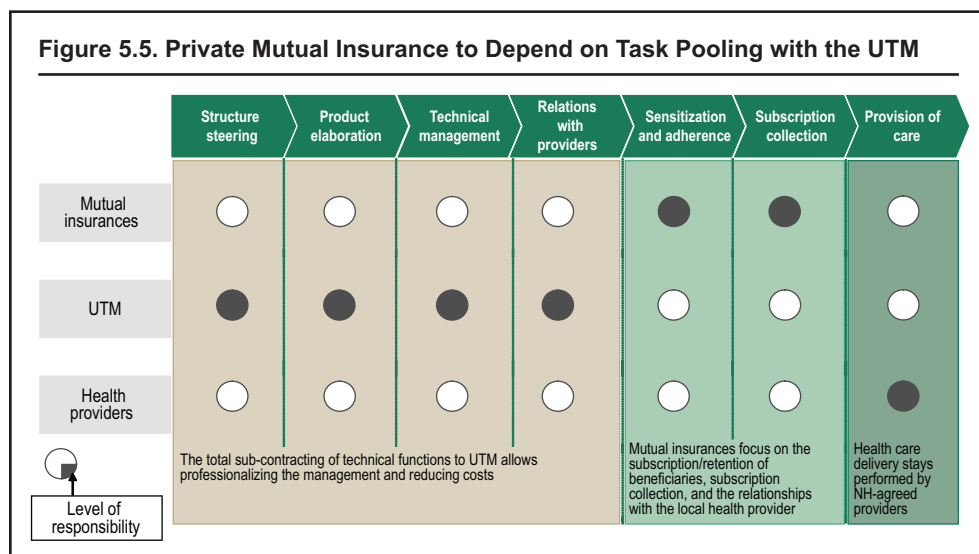 Figure 5.5. Private Mutual Insurance to Depend on Task Pooling with the UTM
Structure
steering
Product
elaboration
Technical
management
Relations
with
providers
Sensitization
and adherence
Subscription
collection
Provision of
care
Mutual
insurances
UTM
Health
providers
The total sub-contracting of technical functions to UTM allows
professionalizing the management and reducing costs
Mutual insurances focus on the
subscription/retention of
beneficiaries, subscription
collection, and the relationships
with the local health provider
Health care
delivery stays
performed by
NH-agreed
providers
Level of
responsibility